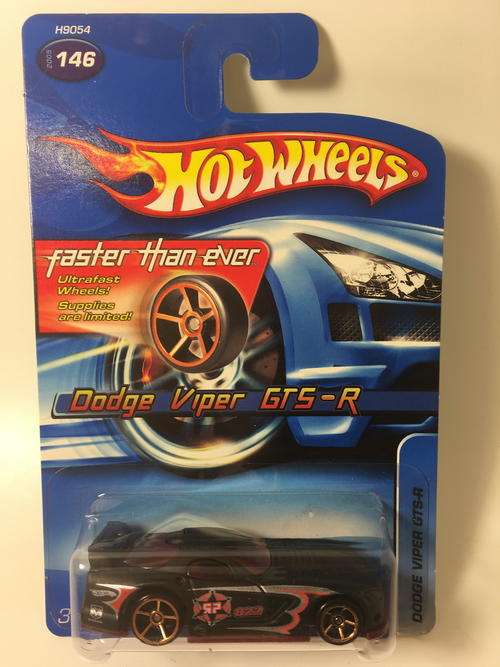 H9054
2005
146
HOT WHEELS®
faster than ever
Ultrafast
Wheels!
Supplies
are limited!
Dodge Viper GTS-R
DODGE VIPER GTS-R
3